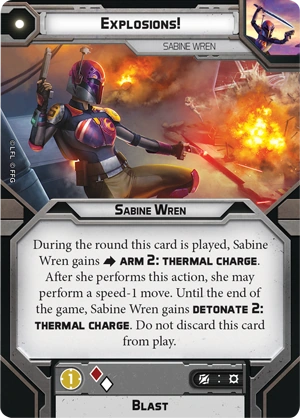 EXPLOSIONS!
SABINE WREN
©LFL © FFG
SABINE WREN
During the round this card is played, Sabine
Wren gains ARM 2: THERMAL CHARGE.
After she performs this action, she may
perform a speed-1 move. Until the end of
the game, Sabine Wren gains DETONATE 2:
THERMAL CHARGE. Do not discard this card
from play.
1
:
BLAST